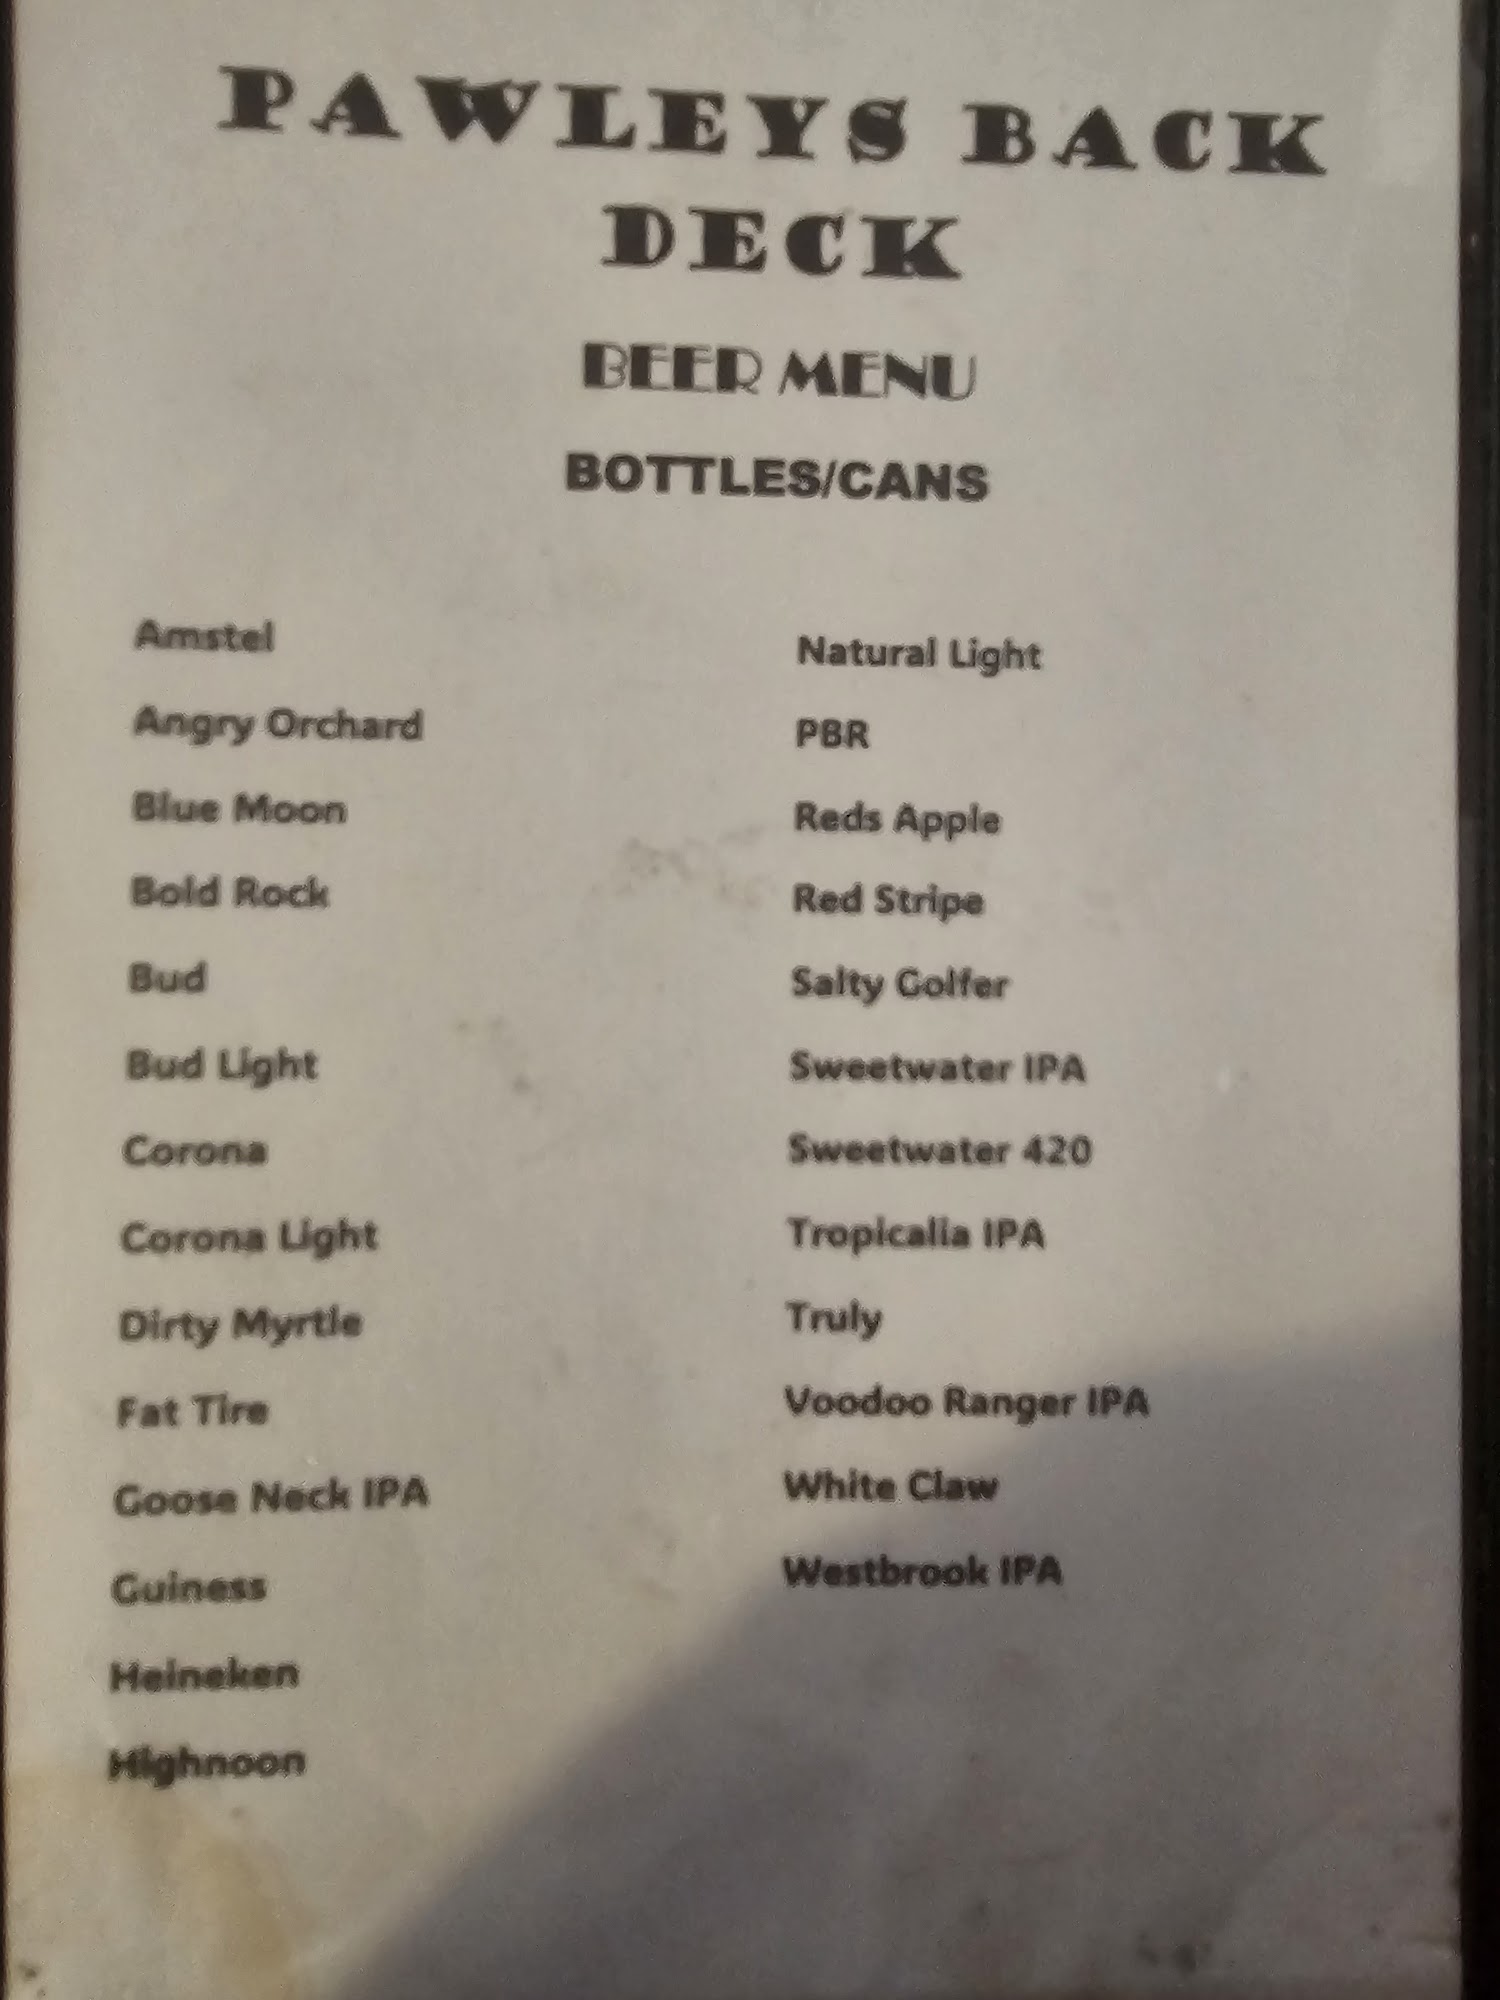 PAWLEYS BACK
DECK
BEER MENU
BOTTLES/CANS
Amstel
Angry Orchard
Blue Moon
Bold Rock
Bud
Bud Light
Corona
Corona Light
Dirty Myrtle
Fat Tire
Goose Neck IPA
Guiness
Heineken
Highnoon
Natural Light
PBR
Reds Apple
Red Stripe
Salty Golfer
Sweetwater IPA
Sweetwater 420
Tropicalia IPA
Truly
Voodoo Ranger IPA
White Claw
Westbrook IPA